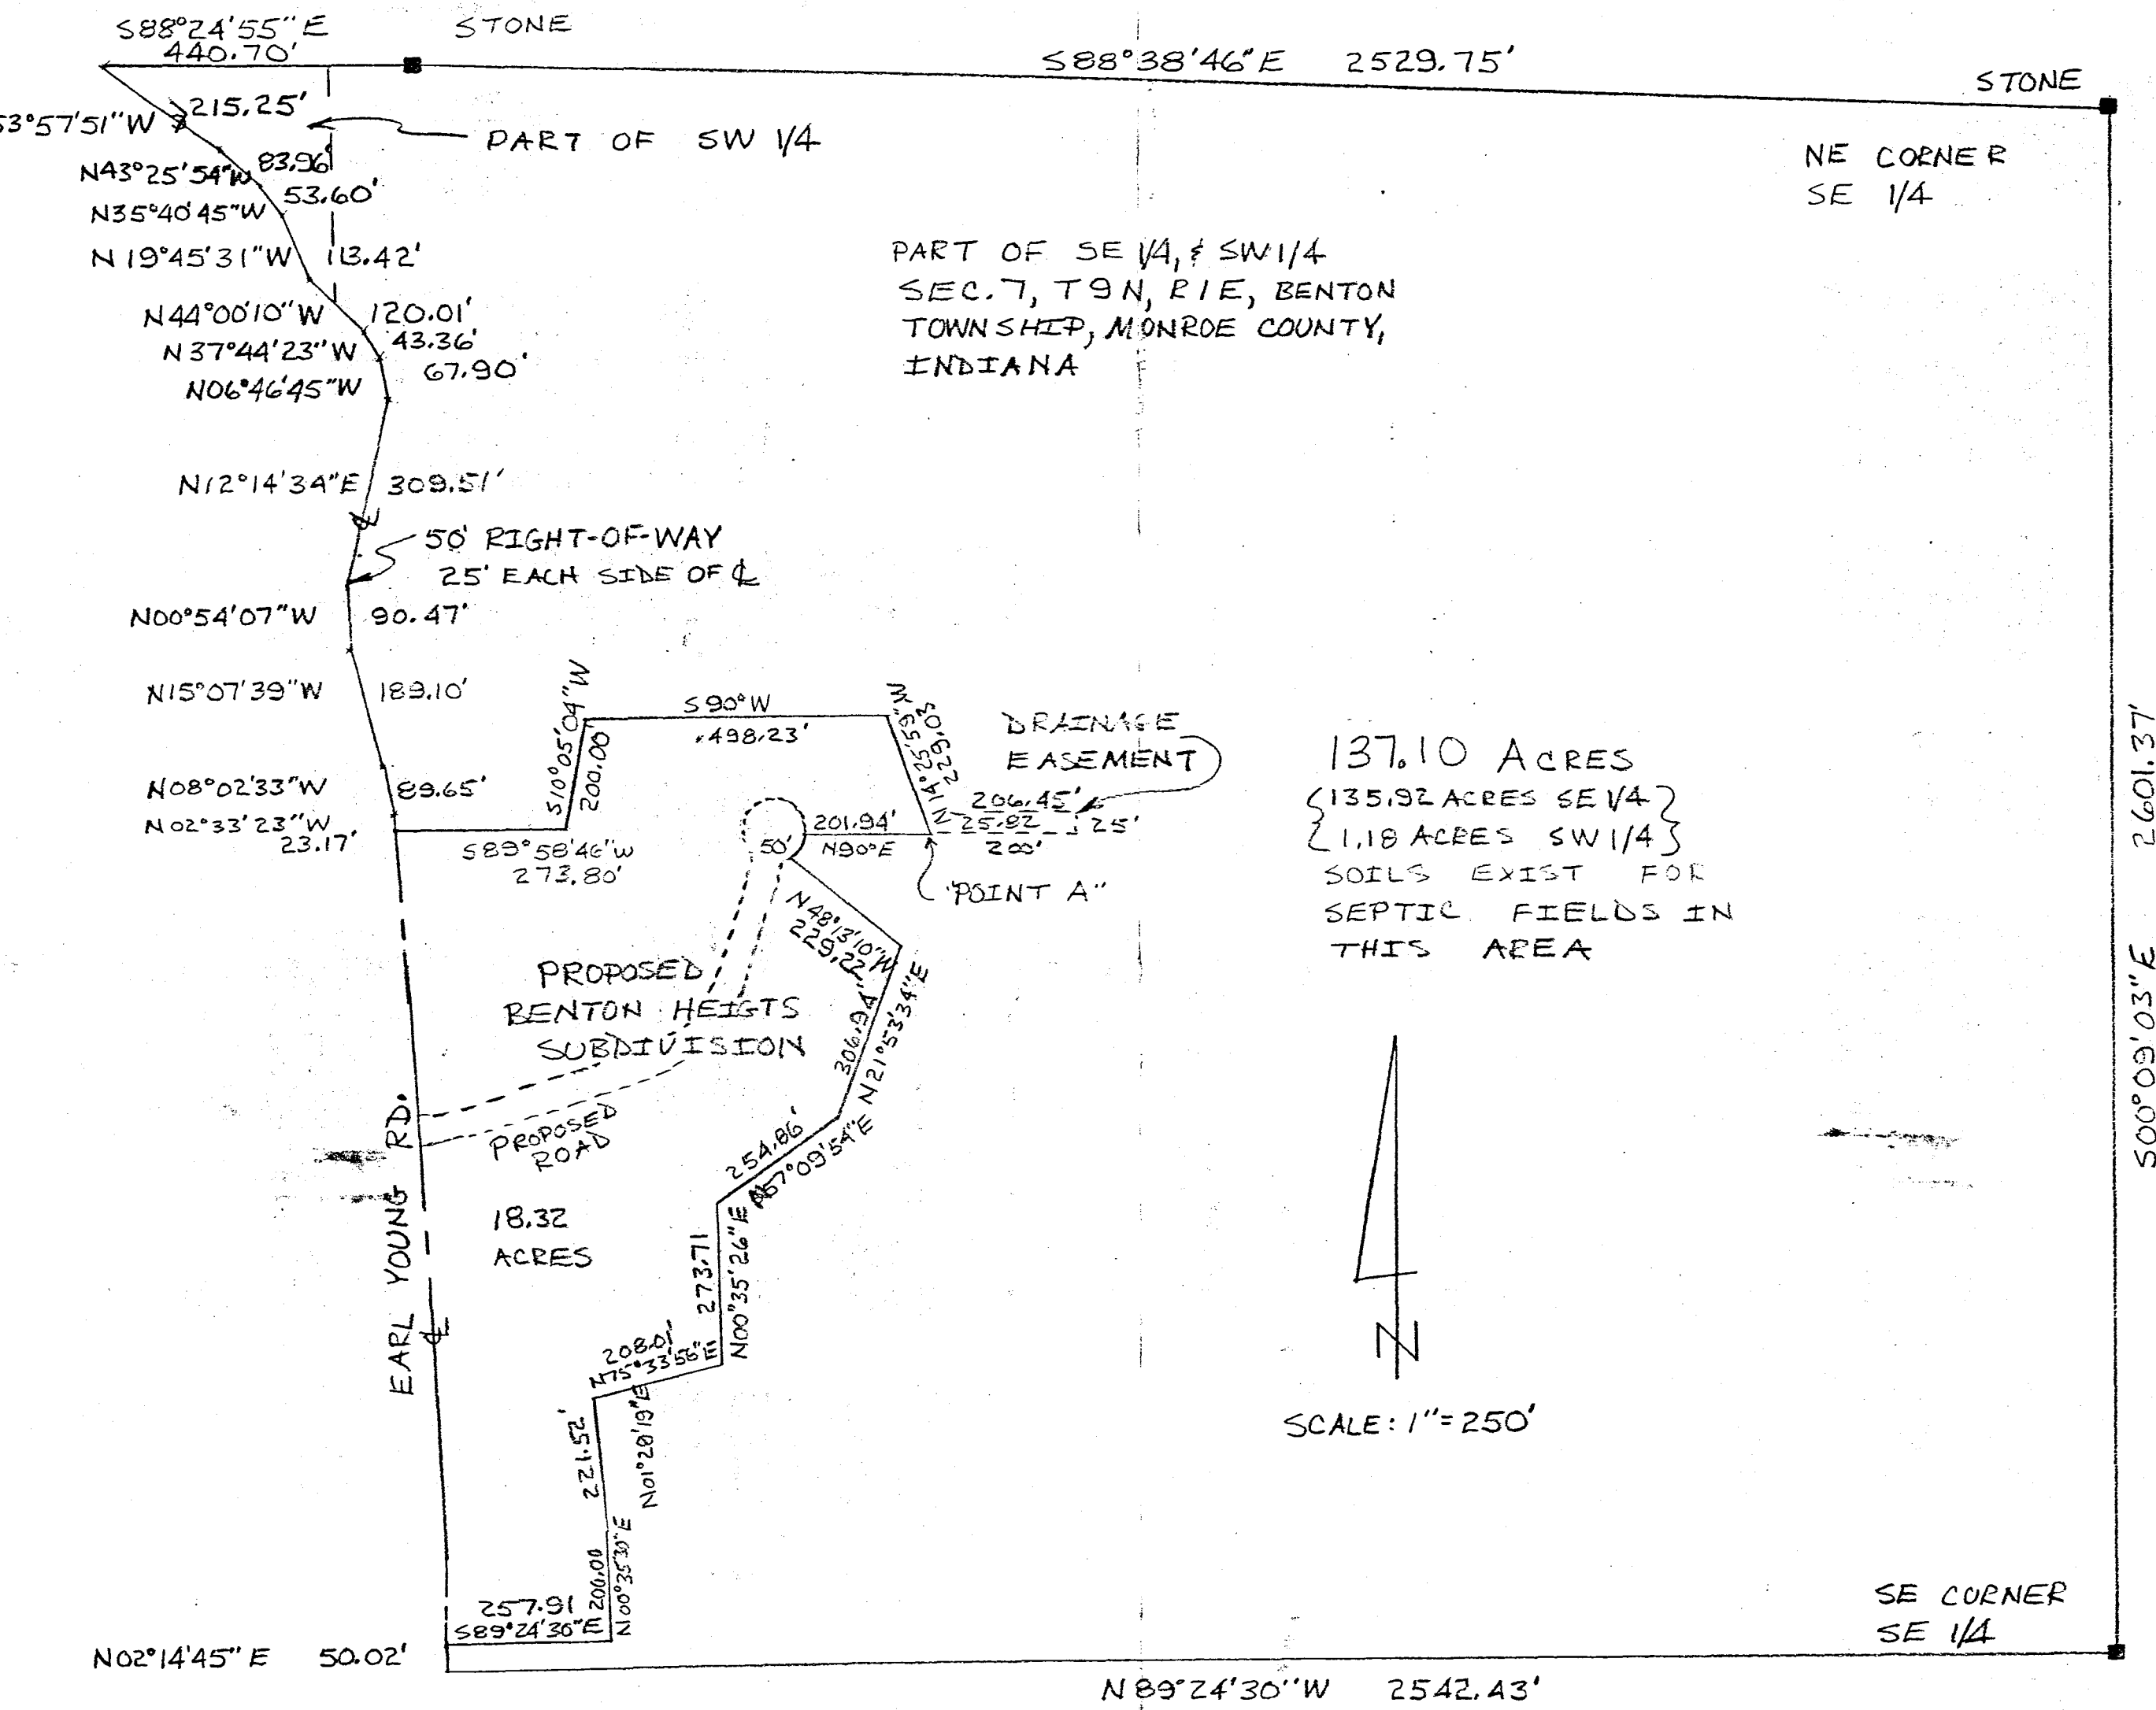 S88°24'55"E
440.70'
STONE
S88°38'46"E 2529.75'
STONE
53°57'51"W
215.25'
PART OF SW 1/4
N43°25'54"W
83.96'
N35°40'45"W
53.60'
N19°45'31"W
113.42'
N44°00'10"W
120.01'
N37°44'23"W
43.36'
N06°46'45"W
67.90'
NE CORNER
SE 1/4
PART OF SE 1/4, & SW 1/4
SEC. 7, T9N, R1E, BENTON
TOWNSHIP, MONROE COUNTY,
INDIANA
N12°14'34"E
309.51'
50' RIGHT-OF-WAY
25' EACH SIDE OF ℄
℄
N00°54'07"W
90.47'
N15°07'39"W
189.10'
N08°02'33"W
89.65'
N02°33'23"W
23.17'
S89°58'46"W
273.80'
S10°05'04"W
200.00'
S90°W
498.23'
N14°25'59"W
229.03
DRAINAGE
EASEMENT
206.45'
25.82
25'
200'
201.94'
N90°E
50'
"POINT A"
137.10 ACRES
{135.92 ACRES SE 1/4}
{1.18 ACRES SW 1/4}
SOILS EXIST FOR
SEPTIC FIELDS IN
THIS AREA
S00°09'03"E 2601.37'
N48°13'10"W
229.22'
PROPOSED
BENTON HEIGTS
SUBDIVISION
306.94'
N21°53'34"E
PROPOSED
ROAD
254.86'
N57°09'54"E
EARL YOUNG RD.
℄
18.32
ACRES
273.71
N00°35'26"E
208.01'
N75°33'56"E
221.52'
N01°20'19"E
200.00
N00°35'30"E
257.91
S89°24'30"E
N02°14'45"E 50.02'
N
SCALE: 1"=250'
SE CORNER
SE 1/4
N89°24'30"W 2542.43'